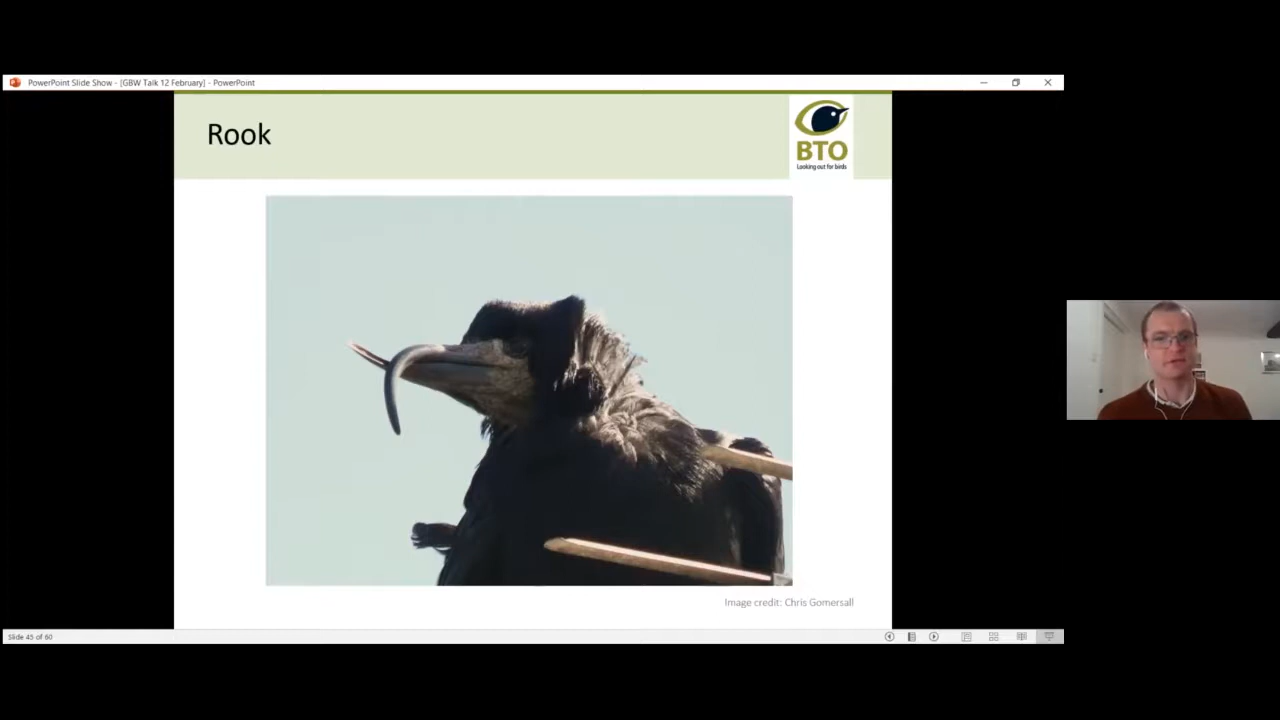 PowerPoint Slide Show - [GBW Talk 12 February] - PowerPoint
Rook
BTO
Looking out for birds
Image credit: Chris Gomersall
Slide 45 of 60